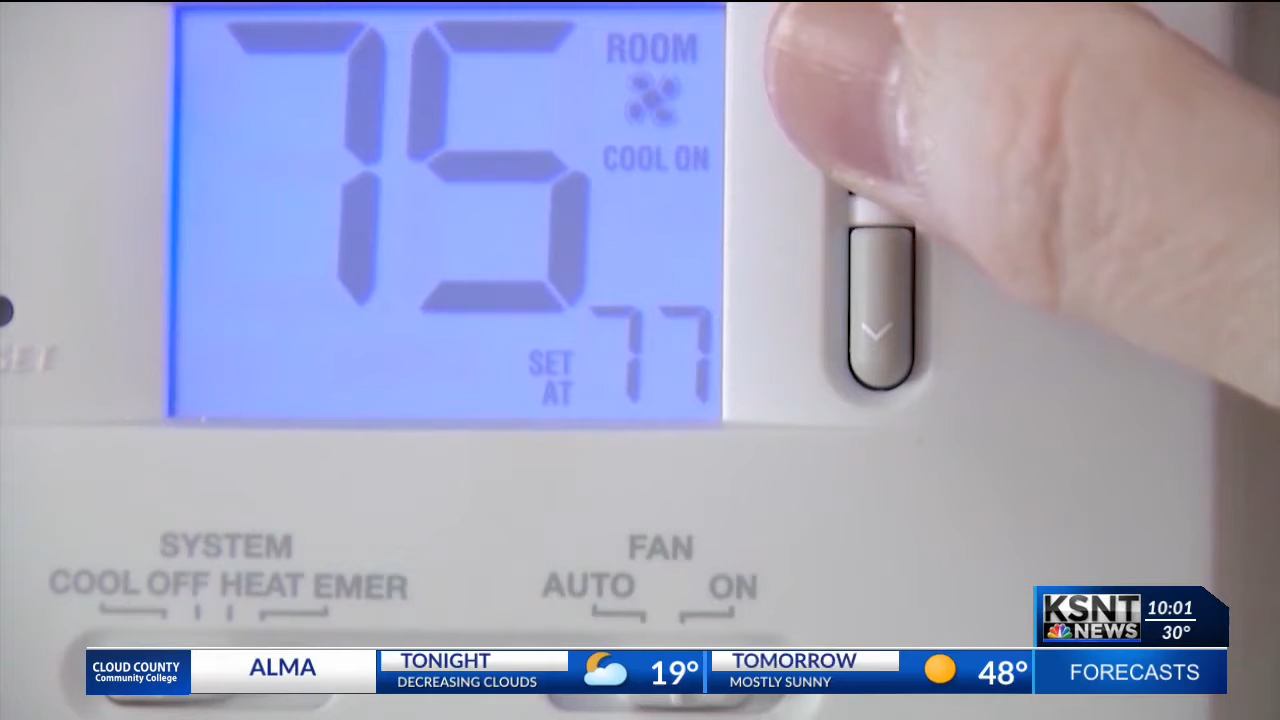 75
ROOM
COOL ON
SET
AT
77
SYSTEM
COOL OFF HEAT EMER
FAN
AUTO ON
KSNT
NEWS
10:01
30°
CLOUD COUNTY
Community College
ALMA
TONIGHT
DECREASING CLOUDS
19°
TOMORROW
MOSTLY SUNNY
48°
FORECASTS